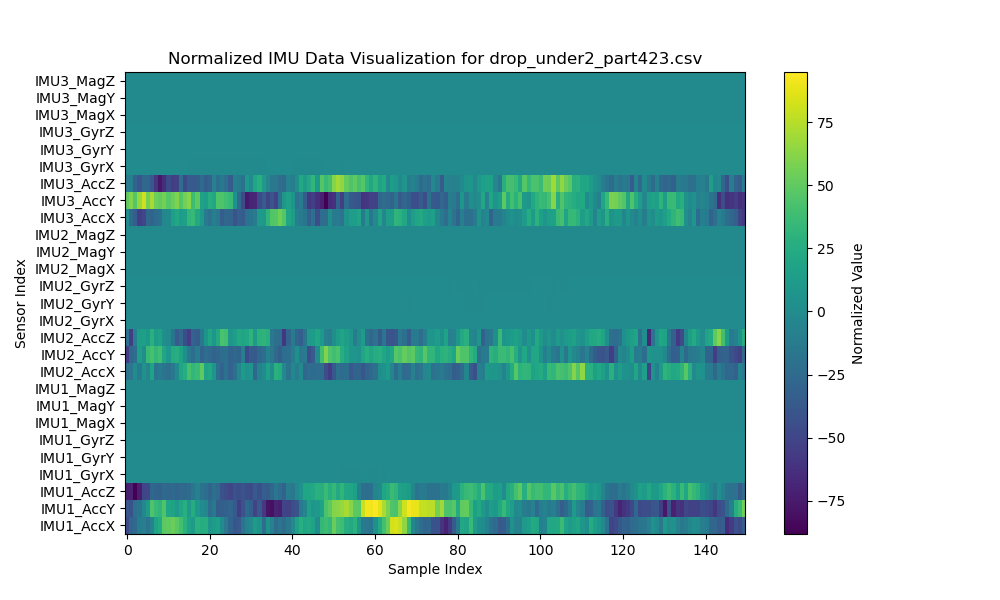 Normalized IMU Data Visualization for drop_under2_part423.csv
IMU3_MagZ
IMU3_MagY
IMU3_MagX
IMU3_GyrZ
IMU3_GyrY
IMU3_GyrX
IMU3_AccZ
IMU3_AccY
IMU3_AccX
IMU2_MagZ
IMU2_MagY
IMU2_MagX
IMU2_GyrZ
IMU2_GyrY
IMU2_GyrX
IMU2_AccZ
IMU2_AccY
IMU2_AccX
IMU1_MagZ
IMU1_MagY
IMU1_MagX
IMU1_GyrZ
IMU1_GyrY
IMU1_GyrX
IMU1_AccZ
IMU1_AccY
IMU1_AccX
Sensor Index
0 20 40 60 80 100 120 140
Sample Index
75
50
25
0
−25
−50
−75
Normalized Value